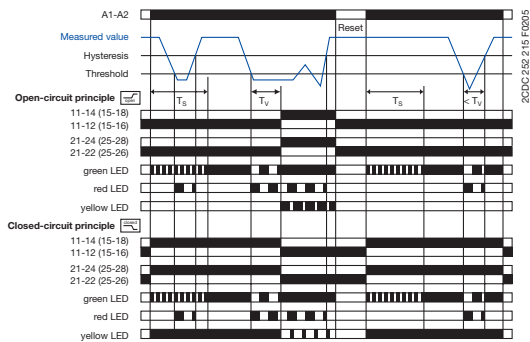 A1-A2
Reset
Measured value
Hysteresis
Threshold
Open-circuit principle open
TS TV TS < TV
11-14 (15-18)
11-12 (15-16)
21-24 (25-28)
21-22 (25-26)
green LED
red LED
yellow LED
Closed-circuit principle closed
11-14 (15-18)
11-12 (15-16)
21-24 (25-28)
21-22 (25-26)
green LED
red LED
yellow LED
2CDC 252 215 F0205